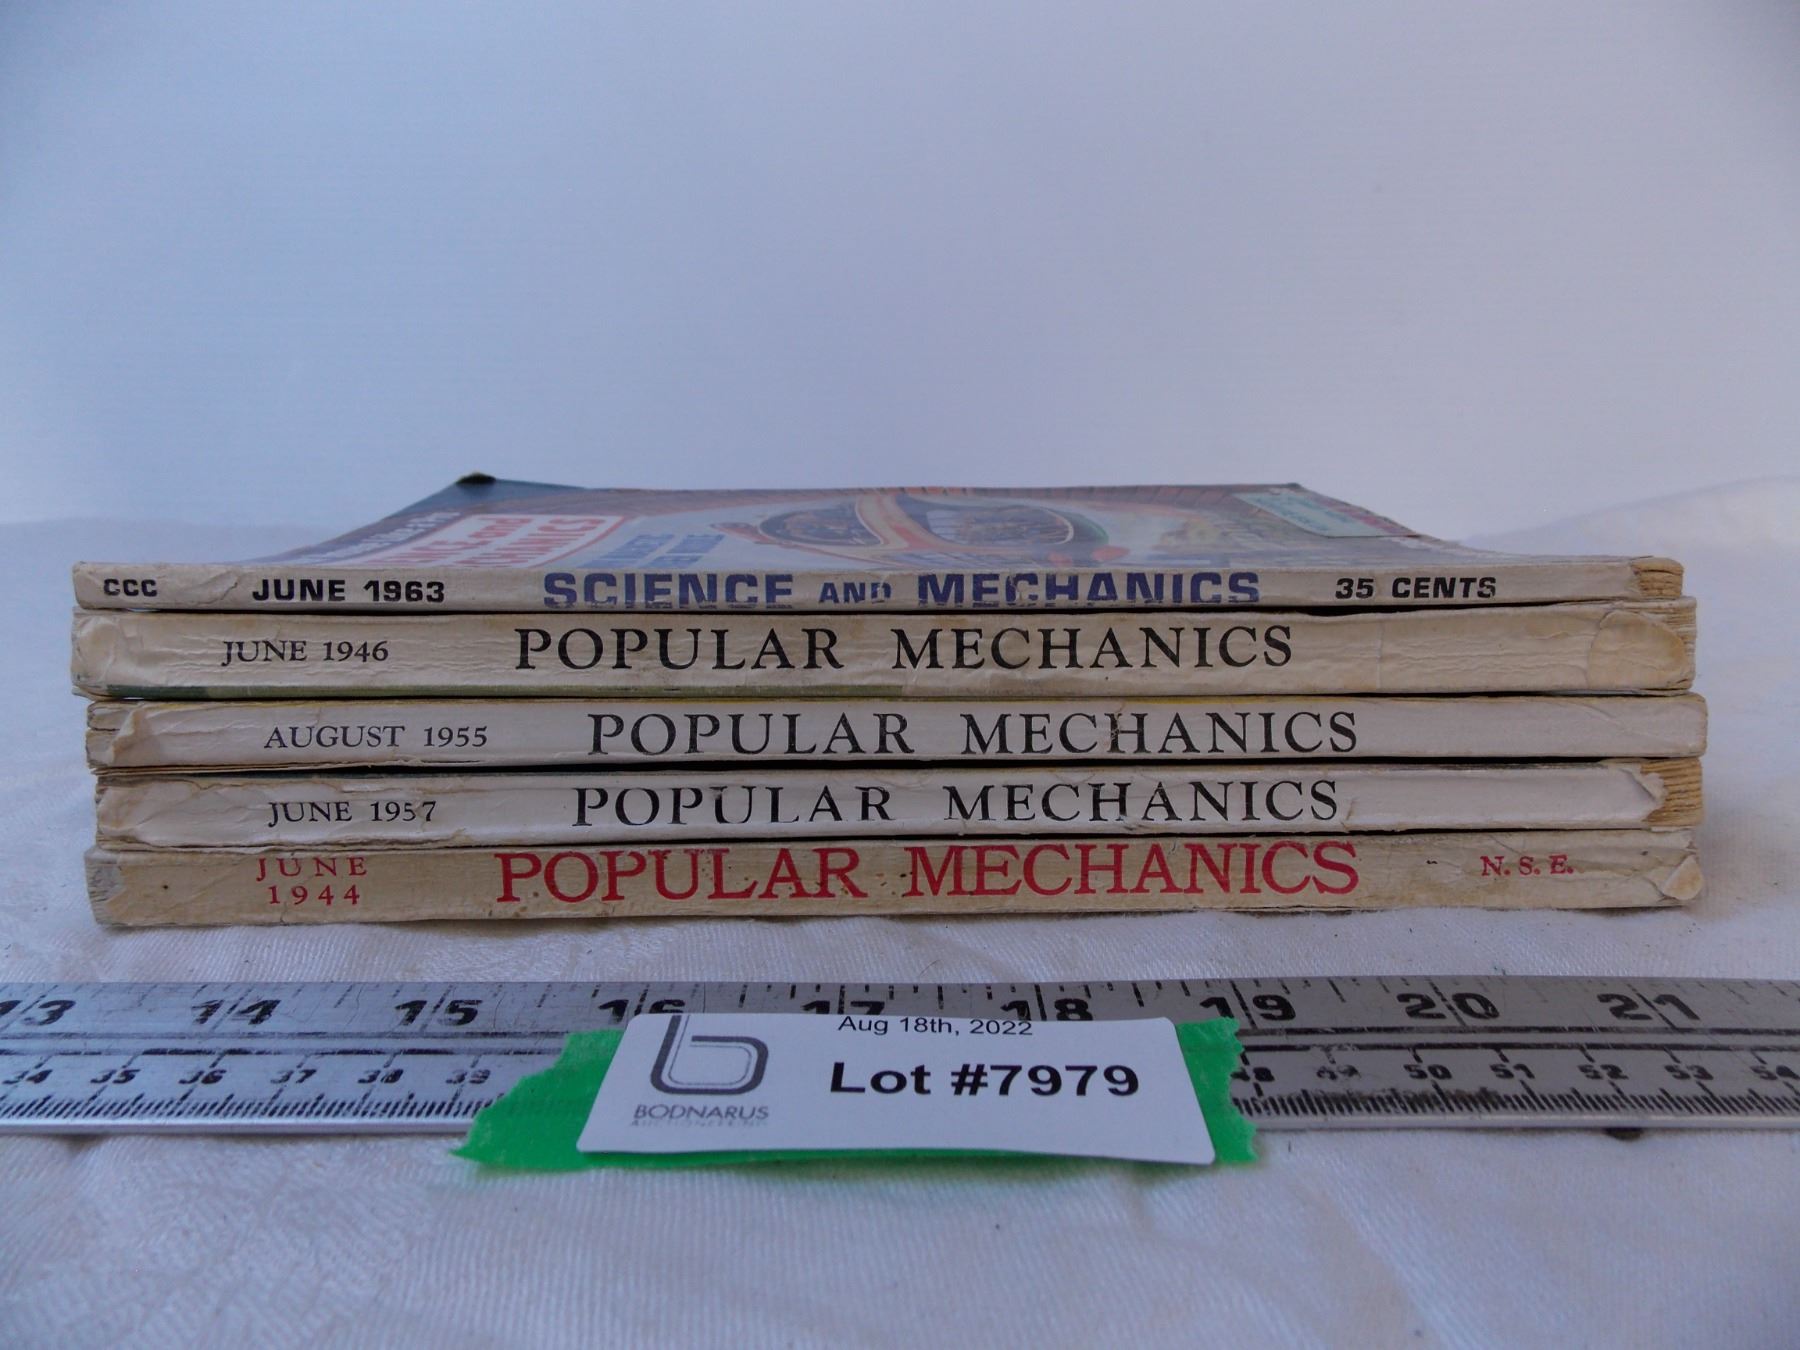 CCC JUNE 1963 SCIENCE AND MECHANICS 35 CENTS
JUNE 1946 POPULAR MECHANICS
AUGUST 1955 POPULAR MECHANICS
JUNE 1957 POPULAR MECHANICS
JUNE
1944 POPULAR MECHANICS N. S. E.
13 14 15 16 17 18 19 20 21
Aug 18th, 2022
Lot #7979
BODNARUS
AUCTIONEERING
34 35 36 37 38 39 48 49 50 51 52 53 54